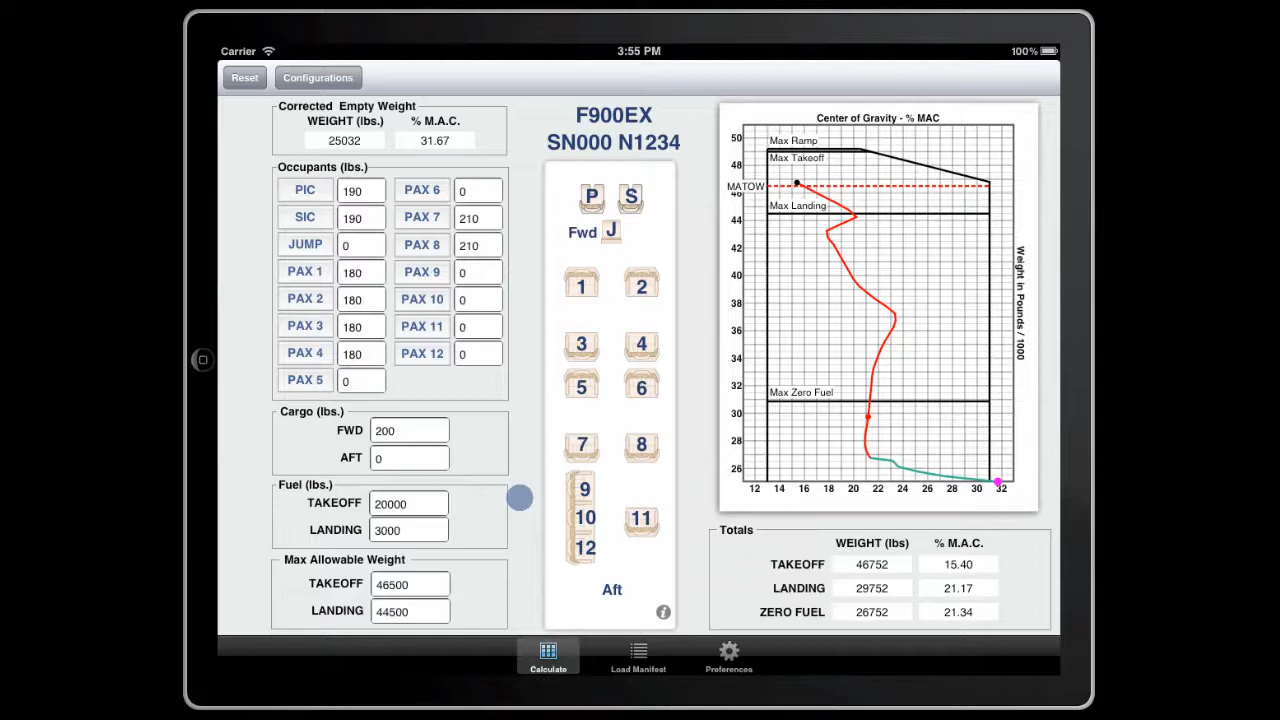 Carrier
3:55 PM
100%
Reset
Configurations
Corrected Empty Weight
WEIGHT (lbs.) % M.A.C.
25032 31.67
Occupants (lbs.)
PIC 190 PAX 6 0
SIC 190 PAX 7 210
JUMP 0 PAX 8 210
PAX 1 180 PAX 9 0
PAX 2 180 PAX 10 0
PAX 3 180 PAX 11 0
PAX 4 180 PAX 12 0
PAX 5 0
Cargo (lbs.)
FWD 200
AFT 0
Fuel (lbs.)
TAKEOFF 20000
LANDING 3000
Max Allowable Weight
TAKEOFF 46500
LANDING 44500
F900EX
SN000 N1234
P S
Fwd J
1 2
3 4
5 6
7 8
9
10 11
12
Aft
i
Center of Gravity - % MAC
50
Max Ramp
48
Max Takeoff
MATOW
46
Max Landing
44
42
40
38
36
34
32
Max Zero Fuel
30
28
26
12 14 16 18 20 22 24 26 28 30 32
Weight in Pounds / 1000
Totals
WEIGHT (lbs) % M.A.C.
TAKEOFF 46752 15.40
LANDING 29752 21.17
ZERO FUEL 26752 21.34
Calculate
Load Manifest
Preferences